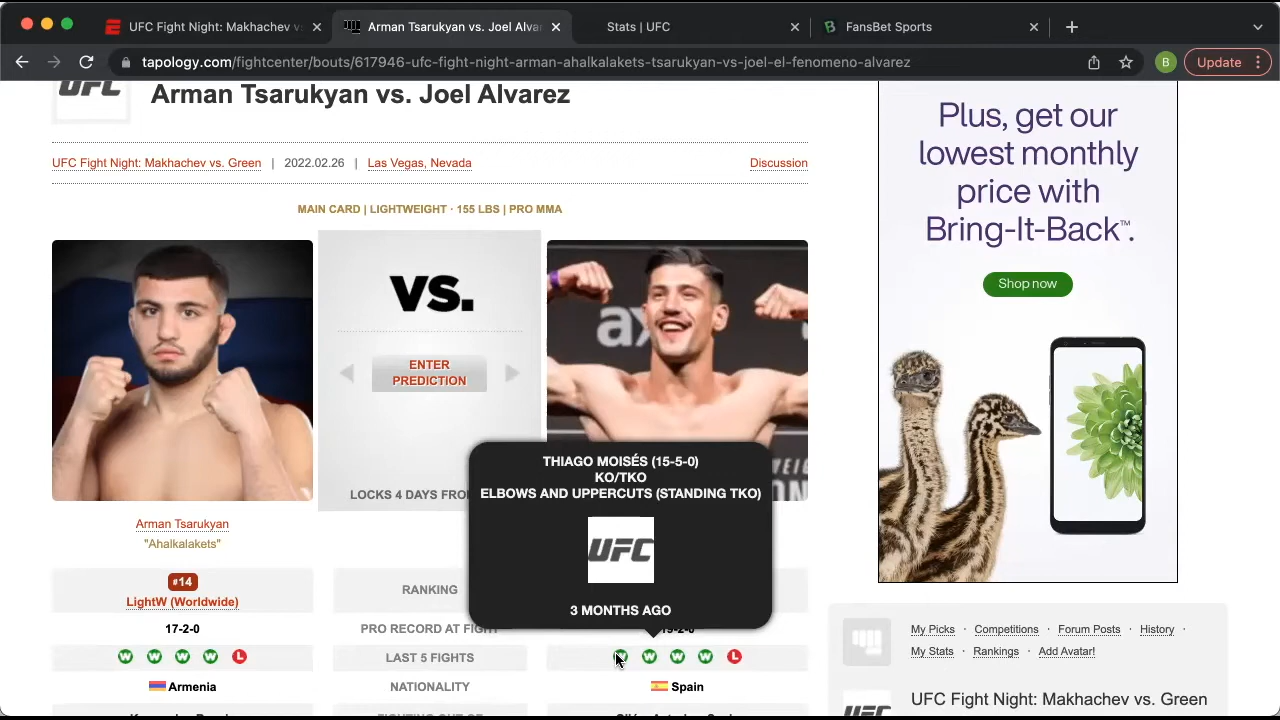 UFC Fight Night: Makhachev vs
Arman Tsarukyan vs. Joel Alvar
Stats | UFC
FansBet Sports
tapology.com/fightcenter/bouts/617946-ufc-fight-night-arman-ahalkalakets-tsarukyan-vs-joel-el-fenomeno-alvarez
B
Update
UFC
Arman Tsarukyan vs. Joel Alvarez
UFC Fight Night: Makhachev vs. Green | 2022.02.26 | Las Vegas, Nevada
Discussion
MAIN CARD | LIGHTWEIGHT · 155 LBS | PRO MMA
VS.
ENTER
PREDICTION
LOCKS 4 DAYS FRO
THIAGO MOISÉS (15-5-0)
KO/TKO
ELBOWS AND UPPERCUTS (STANDING TKO)
UFC
3 MONTHS AGO
Arman Tsarukyan
"Ahalkalakets"
#14
LightW (Worldwide)
RANKING
17-2-0
PRO RECORD AT FIGHT
19-2-0
W W W W L
LAST 5 FIGHTS
W W W W L
Armenia
NATIONALITY
Spain
Plus, get our
lowest monthly
price with
Bring-It-Back™.
Shop now
My Picks · Competitions · Forum Posts · History ·
My Stats · Rankings · Add Avatar!
UFC Fight Night: Makhachev vs. Green